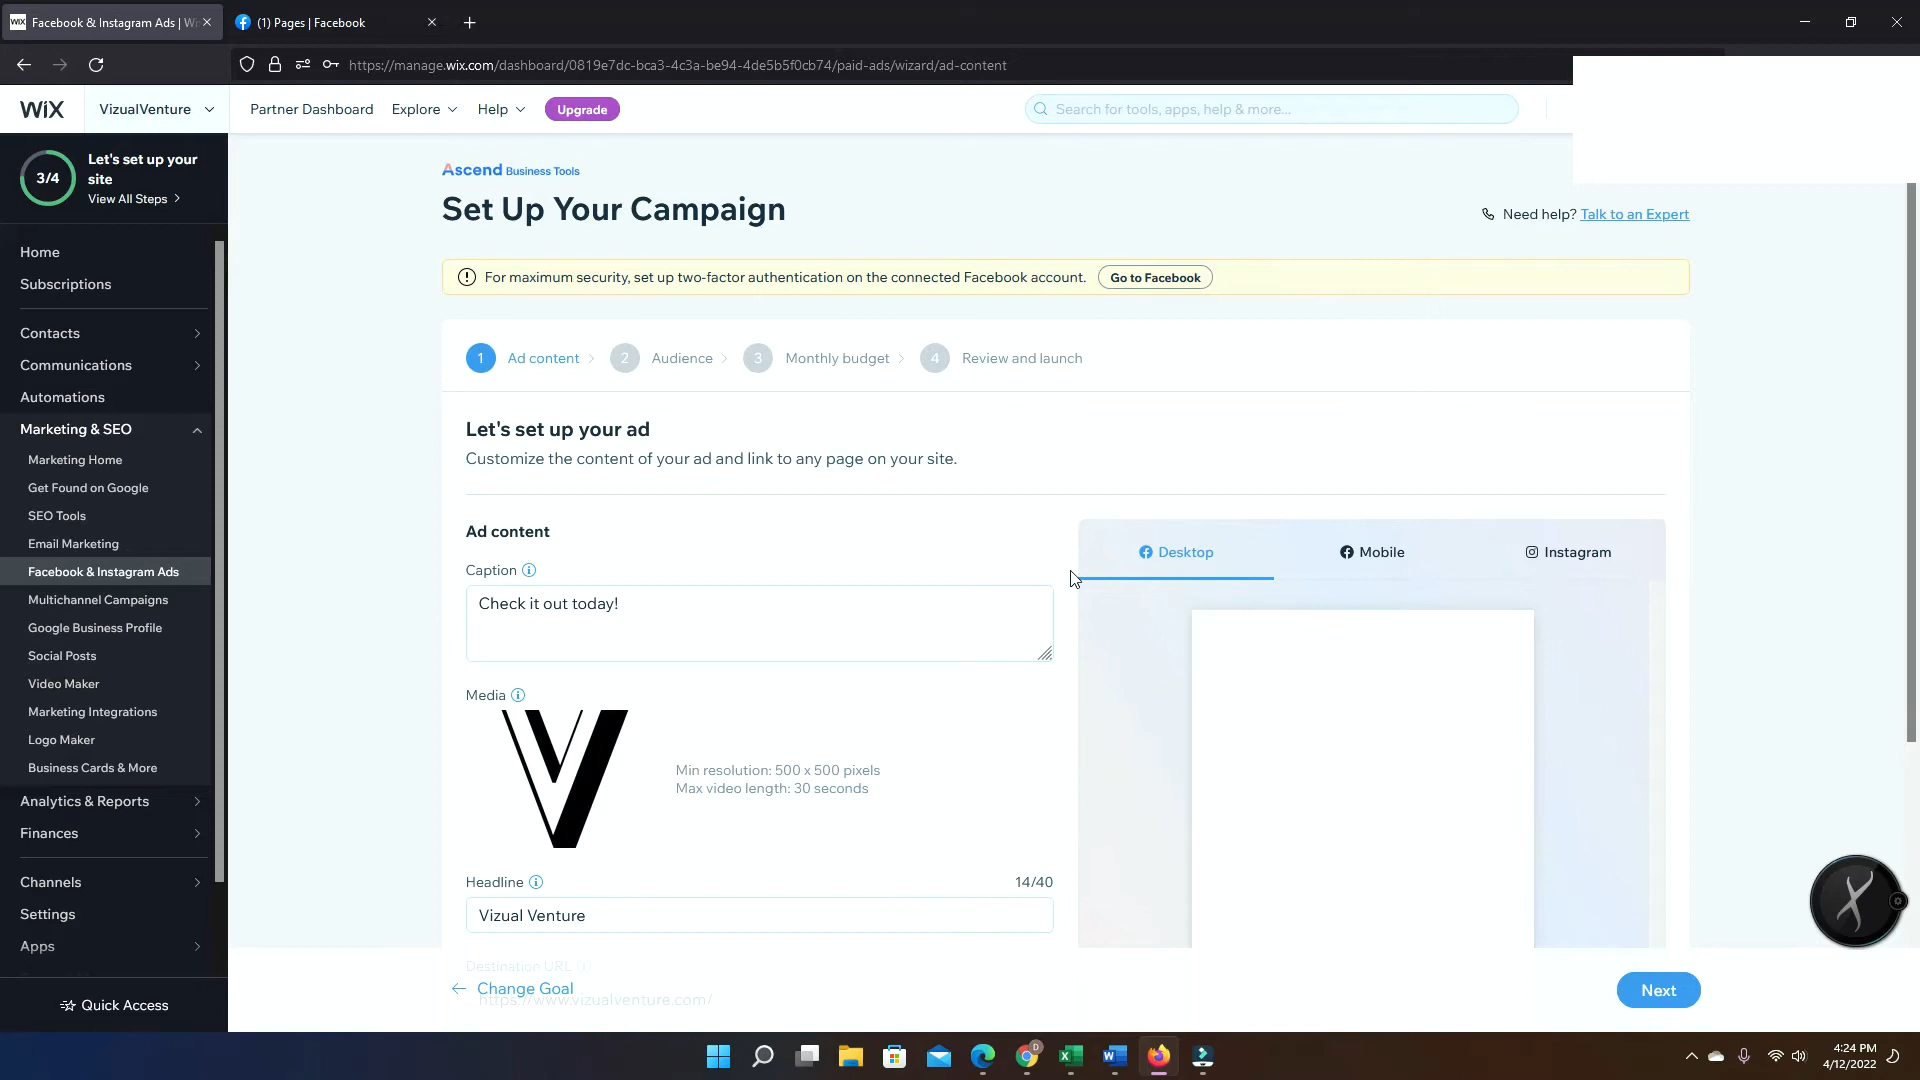 Facebook & Instagram Ads | Wi
(1) Pages | Facebook
https://manage.wix.com/dashboard/0819e7dc-bca3-4c3a-be94-4de5b5f0cb74/paid-ads/wizard/ad-content
WiX
VizualVenture
Partner Dashboard
Explore
Help
Upgrade
Search for tools, apps, help & more...
3/4
Let's set up your
site
View All Steps
Home
Subscriptions
Contacts
Communications
Automations
Marketing & SEO
Marketing Home
Get Found on Google
SEO Tools
Email Marketing
Facebook & Instagram Ads
Multichannel Campaigns
Google Business Profile
Social Posts
Video Maker
Marketing Integrations
Logo Maker
Business Cards & More
Analytics & Reports
Finances
Channels
Settings
Apps
Quick Access
Ascend Business Tools
Set Up Your Campaign
Need help? Talk to an Expert
For maximum security, set up two-factor authentication on the connected Facebook account.
Go to Facebook
1 Ad content
2 Audience
3 Monthly budget
4 Review and launch
Let's set up your ad
Customize the content of your ad and link to any page on your site.
Ad content
Caption
Check it out today!
Media
Min resolution: 500 x 500 pixels
Max video length: 30 seconds
Headline
14/40
Vizual Venture
Destination URL
https://www.vizualventure.com/
Change Goal
Desktop
Mobile
Instagram
Next
4:24 PM
4/12/2022